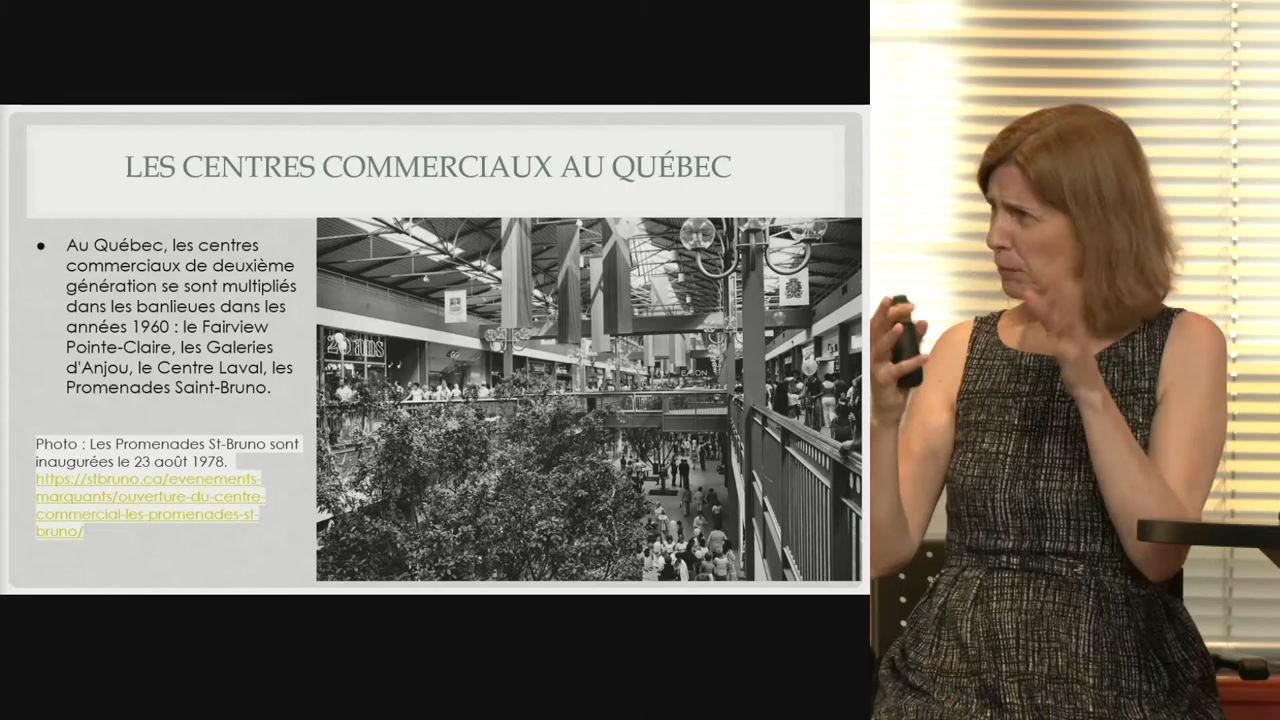 LES CENTRES COMMERCIAUX AU QUÉBEC
● Au Québec, les centres
commerciaux de deuxième
génération se sont multipliés
dans les banlieues dans les
années 1960 : le Fairview
Pointe-Claire, les Galeries
d'Anjou, le Centre Laval, les
Promenades Saint-Bruno.
Photo : Les Promenades St-Bruno sont
inaugurées le 23 août 1978.
https://stbruno.ca/evenements-
marquants/ouverture-du-centre-
commercial-les-promenades-st-
bruno/
EATON